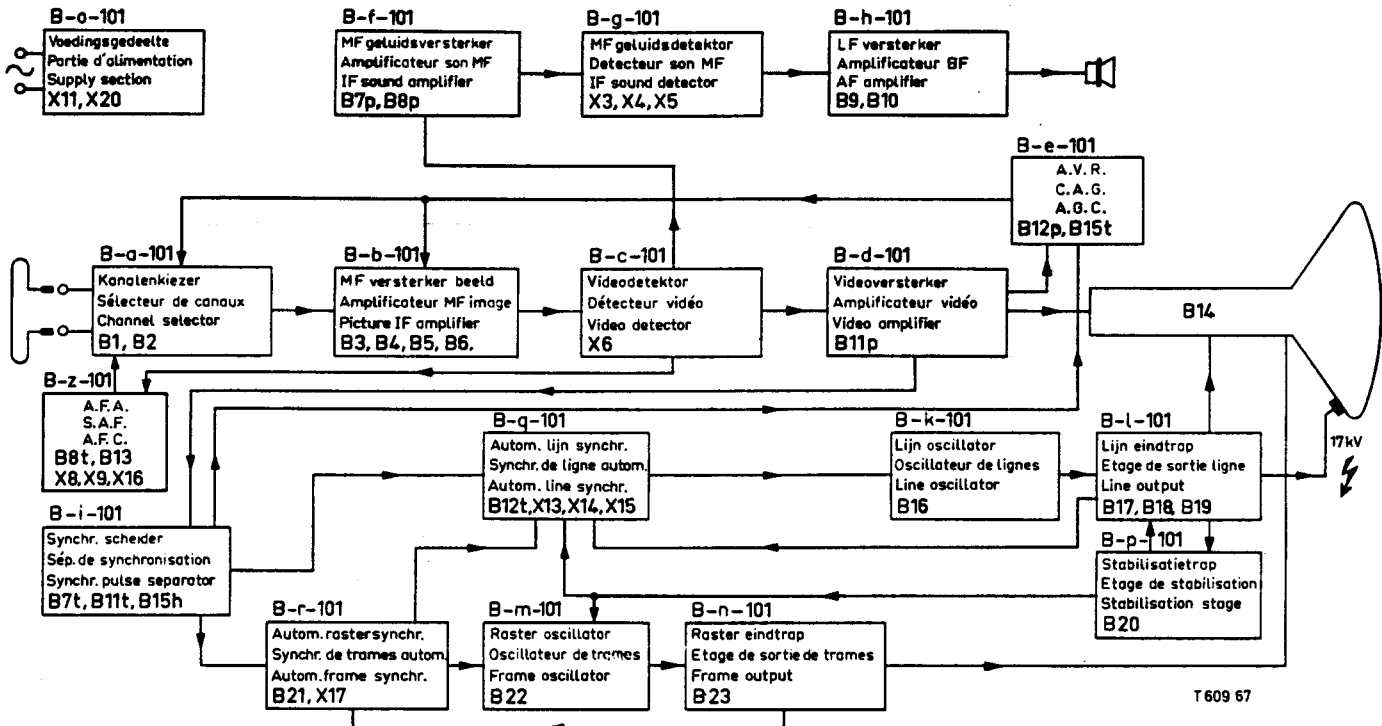 B-o-101
Voedingsgedeelte
Partie d'alimentation
Supply section
X11, X20
B-f-101
MF geluidsversterker
Amplificateur son MF
IF sound amplifier
B7p, B8p
B-g-101
MF geluidsdetektor
Detecteur son MF
IF sound detector
X3, X4, X5
B-h-101
LF versterker
Amplificateur BF
AF amplifier
B9, B10
B-e-101
A.V.R.
C.A.G.
A.G.C.
B12p, B15t
B-a-101
Kanalenkiezer
Sélecteur de canaux
Channel selector
B1, B2
B-b-101
MF versterker beeld
Amplificateur MF image
Picture IF amplifier
B3, B4, B5, B6.
B-c-101
Videodetektor
Détecteur vidéo
Video detector
X6
B-d-101
Videoversterker
Amplificateur vidéo
Video amplifier
B11p
B14
B-z-101
A.F.A.
S.A.F.
A.F.C.
B8t, B13
X8, X9, X16
B-q-101
Autom. lijn synchr.
Synchr. de ligne autom.
Autom. line synchr.
B12t, X13, X14, X15
B-k-101
Lijn oscillator
Oscillateur de lignes
Line oscillator
B16
B-l-101
Lijn eindtrap
Etage de sortie ligne
Line output
B17, B18, B19
17kV
B-i-101
Synchr. scheider
Sép. de synchronisation
Synchr. pulse separator
B7t, B11t, B15h
B-p-101
Stabilisatietrap
Etage de stabilisation
Stabilisation stage
B20
B-r-101
Autom. rastersynchr.
Synchr. de trames autom.
Autom. frame synchr.
B21, X17
B-m-101
Raster oscillator
Oscillateur de trames
Frame oscillator
B22
B-n-101
Raster eindtrap
Etage de sortie de trames
Frame output
B23
T 609 67